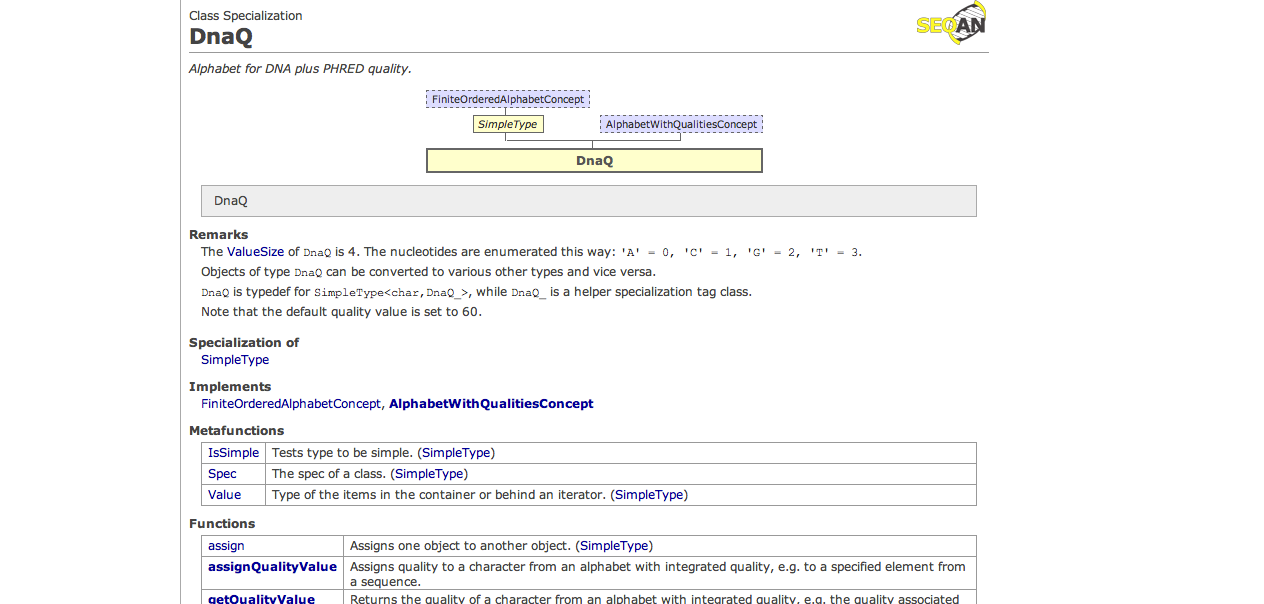 Class Specialization
DnaQ
SEQAN
Alphabet for DNA plus PHRED quality.
FiniteOrderedAlphabetConcept
SimpleType
AlphabetWithQualitiesConcept
DnaQ
DnaQ
Remarks
The ValueSize of DnaQ is 4. The nucleotides are enumerated this way: 'A' = 0, 'C' = 1, 'G' = 2, 'T' = 3.
Objects of type DnaQ can be converted to various other types and vice versa.
DnaQ is typedef for SimpleType<char,DnaQ_>, while DnaQ_ is a helper specialization tag class.
Note that the default quality value is set to 60.
Specialization of
SimpleType
Implements
FiniteOrderedAlphabetConcept, AlphabetWithQualitiesConcept
Metafunctions
IsSimple Tests type to be simple. (SimpleType)
Spec The spec of a class. (SimpleType)
Value Type of the items in the container or behind an iterator. (SimpleType)
Functions
assign Assigns one object to another object. (SimpleType)
assignQualityValue Assigns quality to a character from an alphabet with integrated quality, e.g. to a specified element from
a sequence.
getQualityValue Returns the quality of a character from an alphabet with integrated quality, e.g. the quality associated